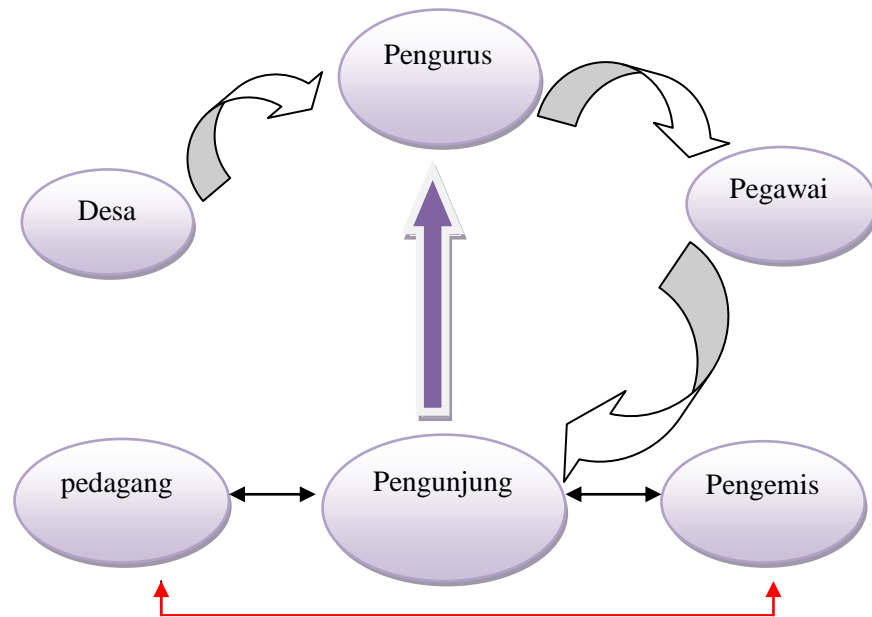 Pengurus
Pegawai
Desa
pedagang
Pengunjung
Pengemis